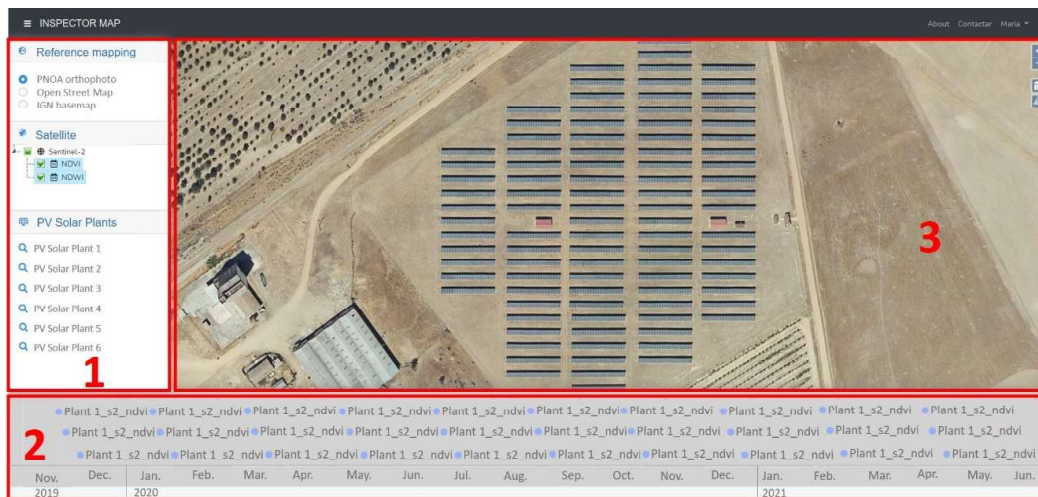 INSPECTOR MAP
About Contactar Maria
Reference mapping
PNOA orthophoto
Open Street Map
IGN basemap
Satellite
Sentinel-2
NDVI
NDWI
PV Solar Plants
PV Solar Plant 1
PV Solar Plant 2
PV Solar Plant 3
PV Solar Plant 4
PV Solar Plant 5
PV Solar Plant 6
1
3
2
Plant 1_s2_ndvi Plant 1_s2_ndvi Plant 1_s2_ndvi Plant 1_s2_ndvi Plant 1_s2_ndvi Plant 1_s2_ndvi Plant 1_s2_ndvi Plant 1_s2_ndvi Plant 1_s2_ndvi Plant 1_s2_ndvi
Plant 1_s2_ndvi Plant 1_s2_ndvi Plant 1_s2_ndvi Plant 1_s2_ndvi Plant 1_s2_ndvi Plant 1_s2_ndvi Plant 1_s2_ndvi Plant 1_s2_ndvi Plant 1_s2_ndvi Plant 1_s2_ndvi
Plant 1_s2_ndvi Plant 1_s2_ndvi Plant 1_s2_ndvi Plant 1_s2_ndvi Plant 1_s2_ndvi Plant 1_s2_ndvi Plant 1_s2_ndvi Plant 1_s2_ndvi Plant 1_s2_ndvi Plant 1_s2_ndvi
Nov. Dec. Jan. Feb. Mar. Apr. May. Jun. Jul. Aug. Sep. Oct. Nov. Dec. Jan. Feb. Mar. Apr. May. Jun.
2019 2020 2021